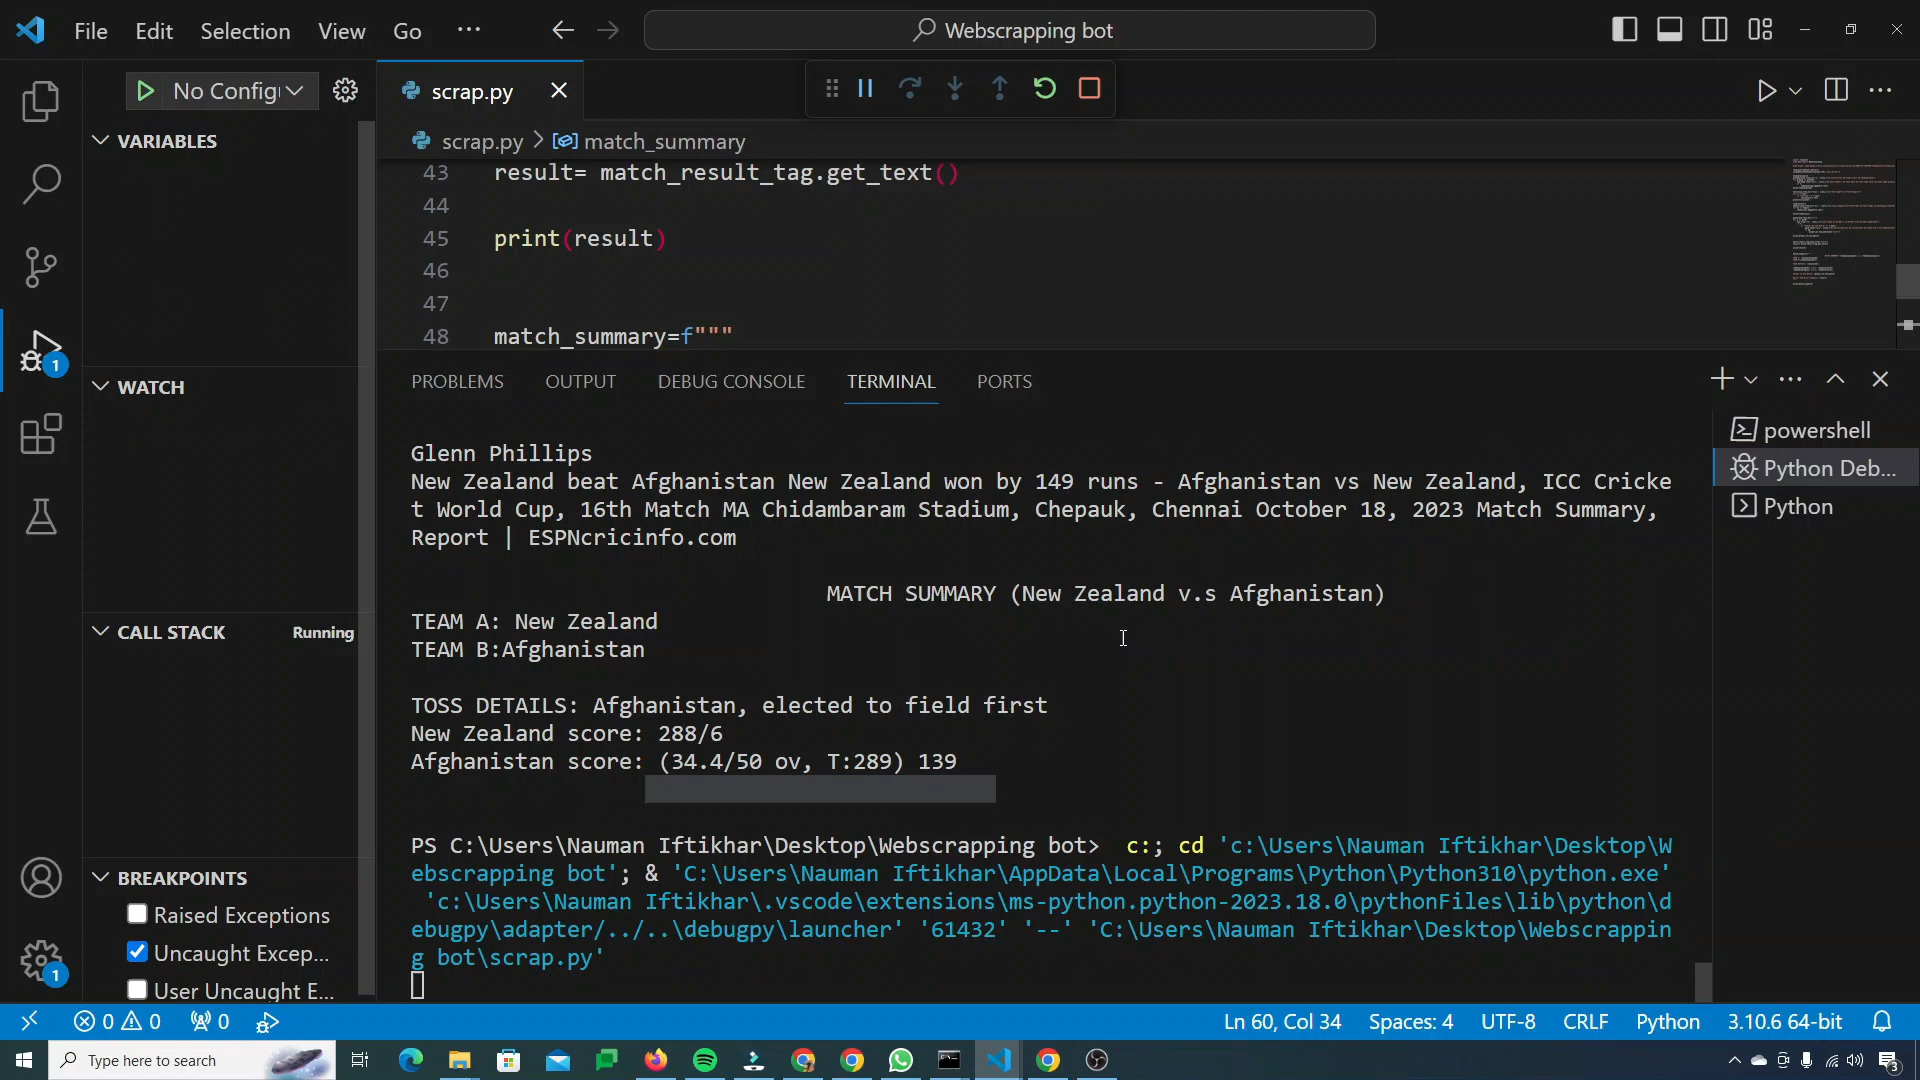 File Edit Selection View Go ··· Webscrapping bot
No Config
scrap.py
VARIABLES
scrap.py > match_summary
43 result= match_result_tag.get_text()
44
45 print(result)
46
47
48 match_summary=f"""
PROBLEMS OUTPUT DEBUG CONSOLE TERMINAL PORTS
WATCH
powershell
Python Deb...
Python
Glenn Phillips
New Zealand beat Afghanistan New Zealand won by 149 runs - Afghanistan vs New Zealand, ICC Cricke
t World Cup, 16th Match MA Chidambaram Stadium, Chepauk, Chennai October 18, 2023 Match Summary,
Report | ESPNcricinfo.com
MATCH SUMMARY (New Zealand v.s Afghanistan)
TEAM A: New Zealand
TEAM B:Afghanistan
CALL STACK Running
TOSS DETAILS: Afghanistan, elected to field first
New Zealand score: 288/6
Afghanistan score: (34.4/50 ov, T:289) 139
PS C:\Users\Nauman Iftikhar\Desktop\Webscrapping bot> c:; cd 'c:\Users\Nauman Iftikhar\Desktop\W
ebscrapping bot'; & 'C:\Users\Nauman Iftikhar\AppData\Local\Programs\Python\Python310\python.exe'
'c:\Users\Nauman Iftikhar\.vscode\extensions\ms-python.python-2023.18.0\pythonFiles\lib\python\d
ebugpy\adapter/../..\debugpy\launcher' '61432' '--' 'C:\Users\Nauman Iftikhar\Desktop\Webscrappin
g bot\scrap.py'
BREAKPOINTS
Raised Exceptions
Uncaught Excep...
User Uncaught E...
1
1
0 0 0 Ln 60, Col 34 Spaces: 4 UTF-8 CRLF Python 3.10.6 64-bit
Type here to search
3